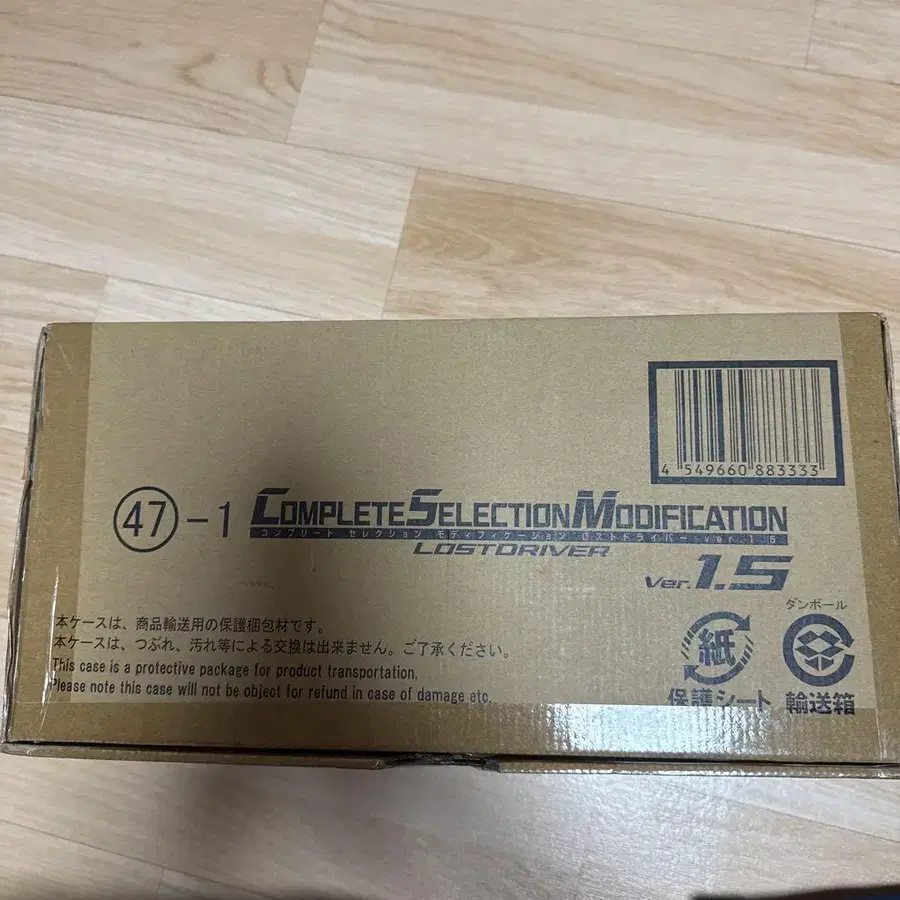 4 549660 883333
㊼-1 COMPLETE SELECTION MODIFICATION
コンプリート セレクション モディフィケーション ロストドライバー ver.1.5
LOSTDRIVER
Ver.1.5
本ケースは、商品輸送用の保護梱包材です。
本ケースは、つぶれ、汚れ等による交換は出来ません。ご了承ください。
This case is a protective package for product transportation.
Please note this case will not be object for refund in case of damage etc.
紙
保護シート
ダンボール
輸送箱